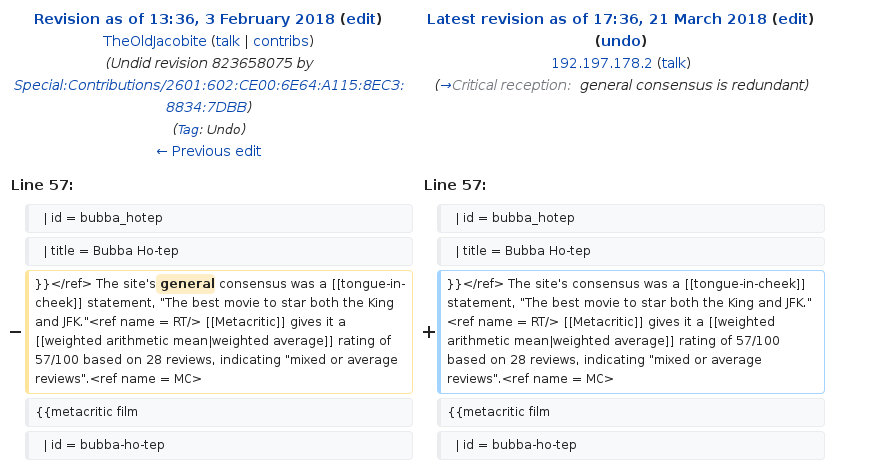 Revision as of 13:36, 3 February 2018 (edit)
TheOldJacobite (talk | contribs)
(Undid revision 823658075 by
Special:Contributions/2601:602:CE00:6E64:A115:8EC3:
8834:7DBB)
(Tag: Undo)
← Previous edit
Latest revision as of 17:36, 21 March 2018 (edit)
(undo)
192.197.178.2 (talk)
(→Critical reception: general consensus is redundant)
Line 57:
| id = bubba_hotep
| title = Bubba Ho-tep
− }}</ref> The site's general consensus was a [[tongue-in-
cheek]] statement, "The best movie to star both the King
and JFK."<ref name = RT/> [[Metacritic]] gives it a
[[weighted arithmetic mean|weighted average]] rating of
57/100 based on 28 reviews, indicating "mixed or average
reviews".<ref name = MC>
{{metacritic film
| id = bubba-ho-tep
Line 57:
| id = bubba_hotep
| title = Bubba Ho-tep
+ }}</ref> The site's consensus was a [[tongue-in-cheek]]
statement, "The best movie to star both the King and JFK."
<ref name = RT/> [[Metacritic]] gives it a [[weighted
arithmetic mean|weighted average]] rating of 57/100
based on 28 reviews, indicating "mixed or average
reviews".<ref name = MC>
{{metacritic film
| id = bubba-ho-tep